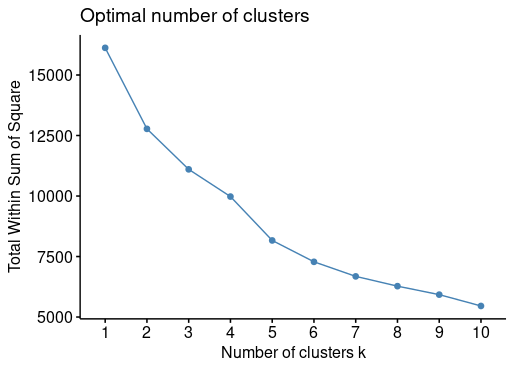 Optimal number of clusters
Total Within Sum of Square
15000
12500
10000
7500
5000
1 2 3 4 5 6 7 8 9 10
Number of clusters k